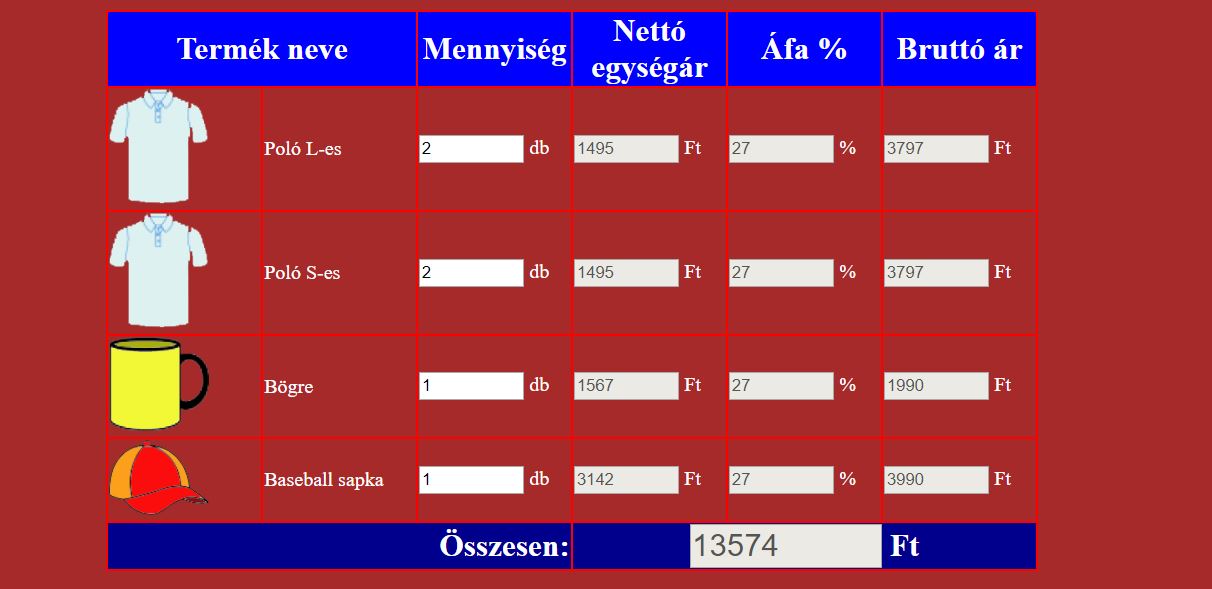 Termék neve Mennyiség Nettó egységár Áfa % Bruttó ár
Poló L-es 2 db 1495 Ft 27 % 3797 Ft
Poló S-es 2 db 1495 Ft 27 % 3797 Ft
Bögre 1 db 1567 Ft 27 % 1990 Ft
Baseball sapka 1 db 3142 Ft 27 % 3990 Ft
Összesen: 13574 Ft